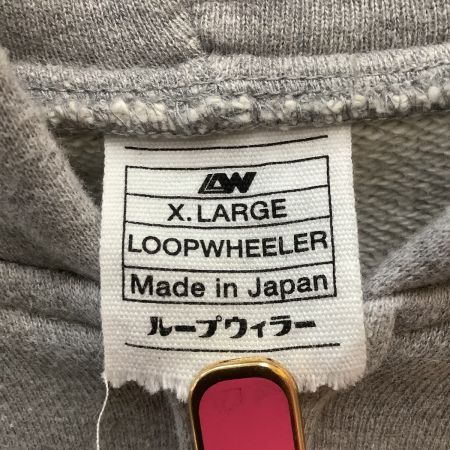 LW
X. LARGE
LOOPWHEELER
Made in Japan
ループウィラー